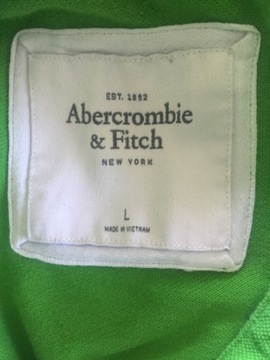 EST. 1892
Abercrombie
& Fitch
NEW YORK
L
MADE IN VIETNAM